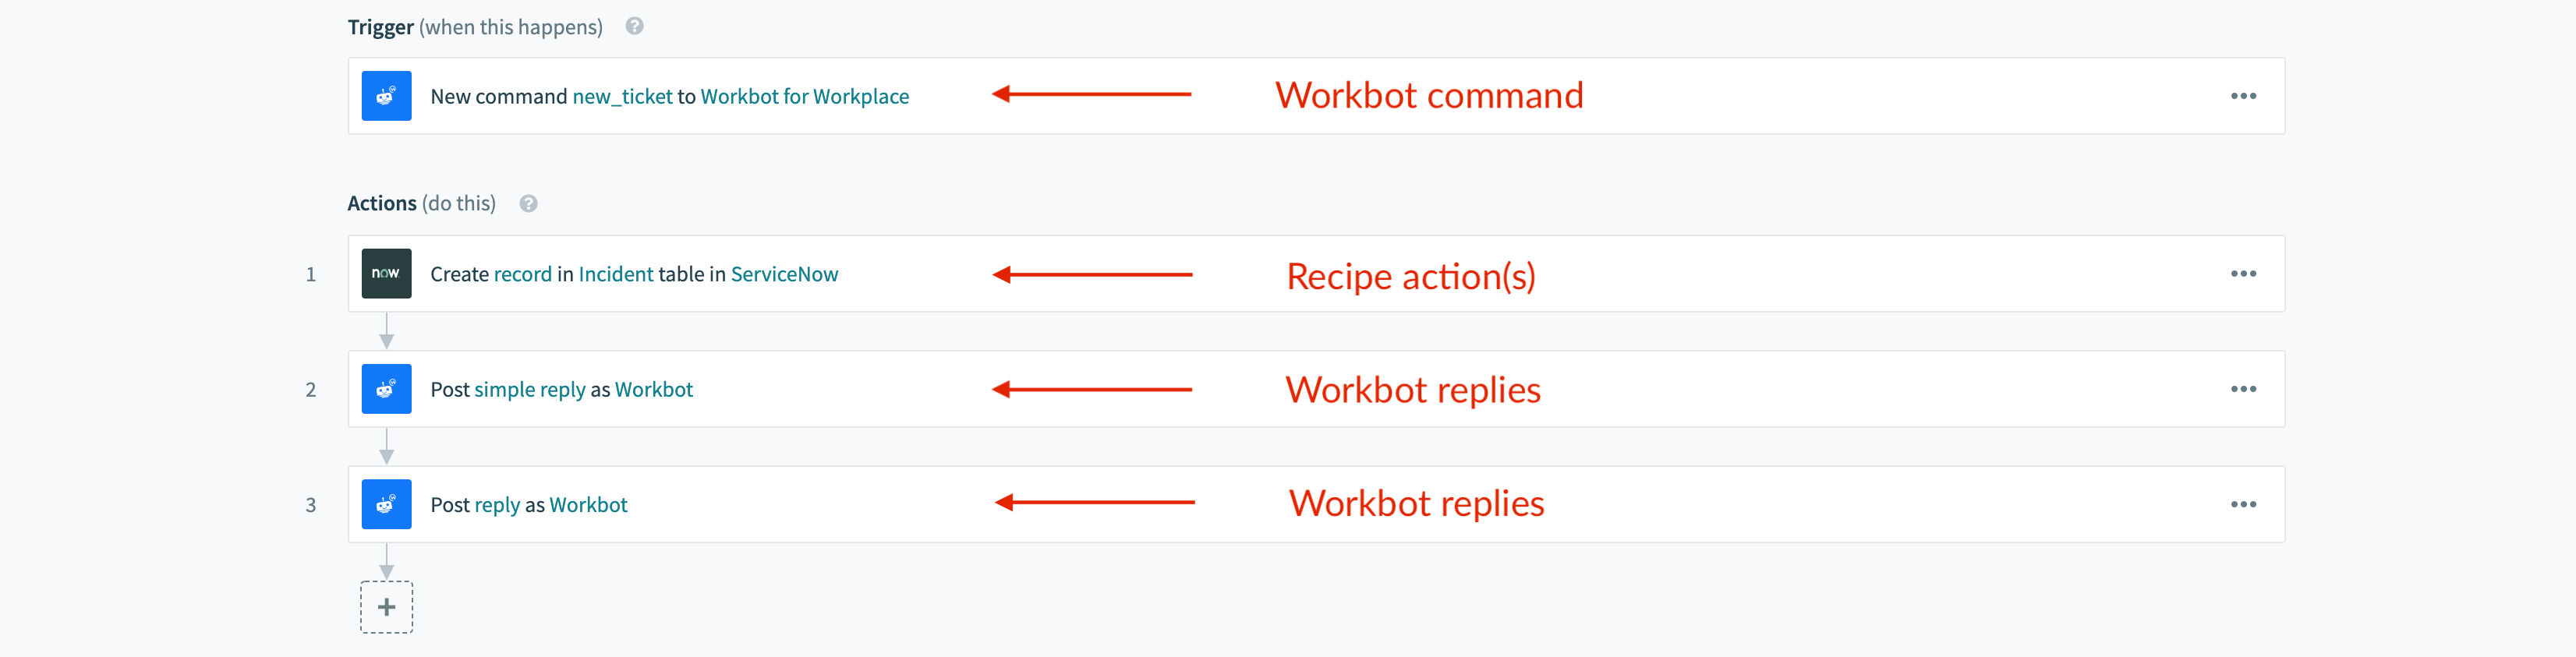 Trigger (when this happens) ?
New command new_ticket to Workbot for Workplace
Workbot command
Actions (do this) ?
1
now
Create record in Incident table in ServiceNow
Recipe action(s)
2
Post simple reply as Workbot
Workbot replies
3
Post reply as Workbot
Workbot replies
+